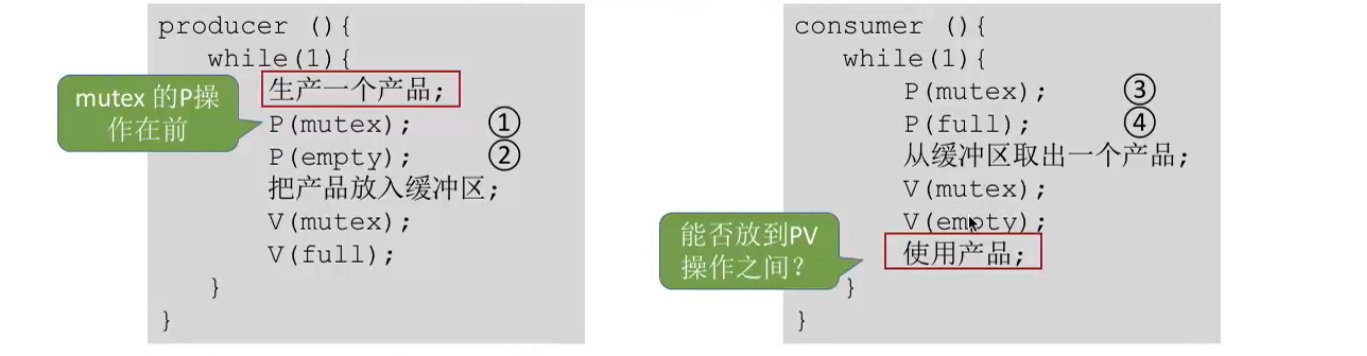 producer (){
while(1){
生产一个产品;
mutex 的P操
作在前
P(mutex); ①
P(empty); ②
把产品放入缓冲区;
V(mutex);
V(full);
}
}
consumer (){
while(1){
P(mutex); ③
P(full); ④
从缓冲区取出一个产品;
V(mutex);
V(empty);
能否放到PV
操作之间?
使用产品;
}
}